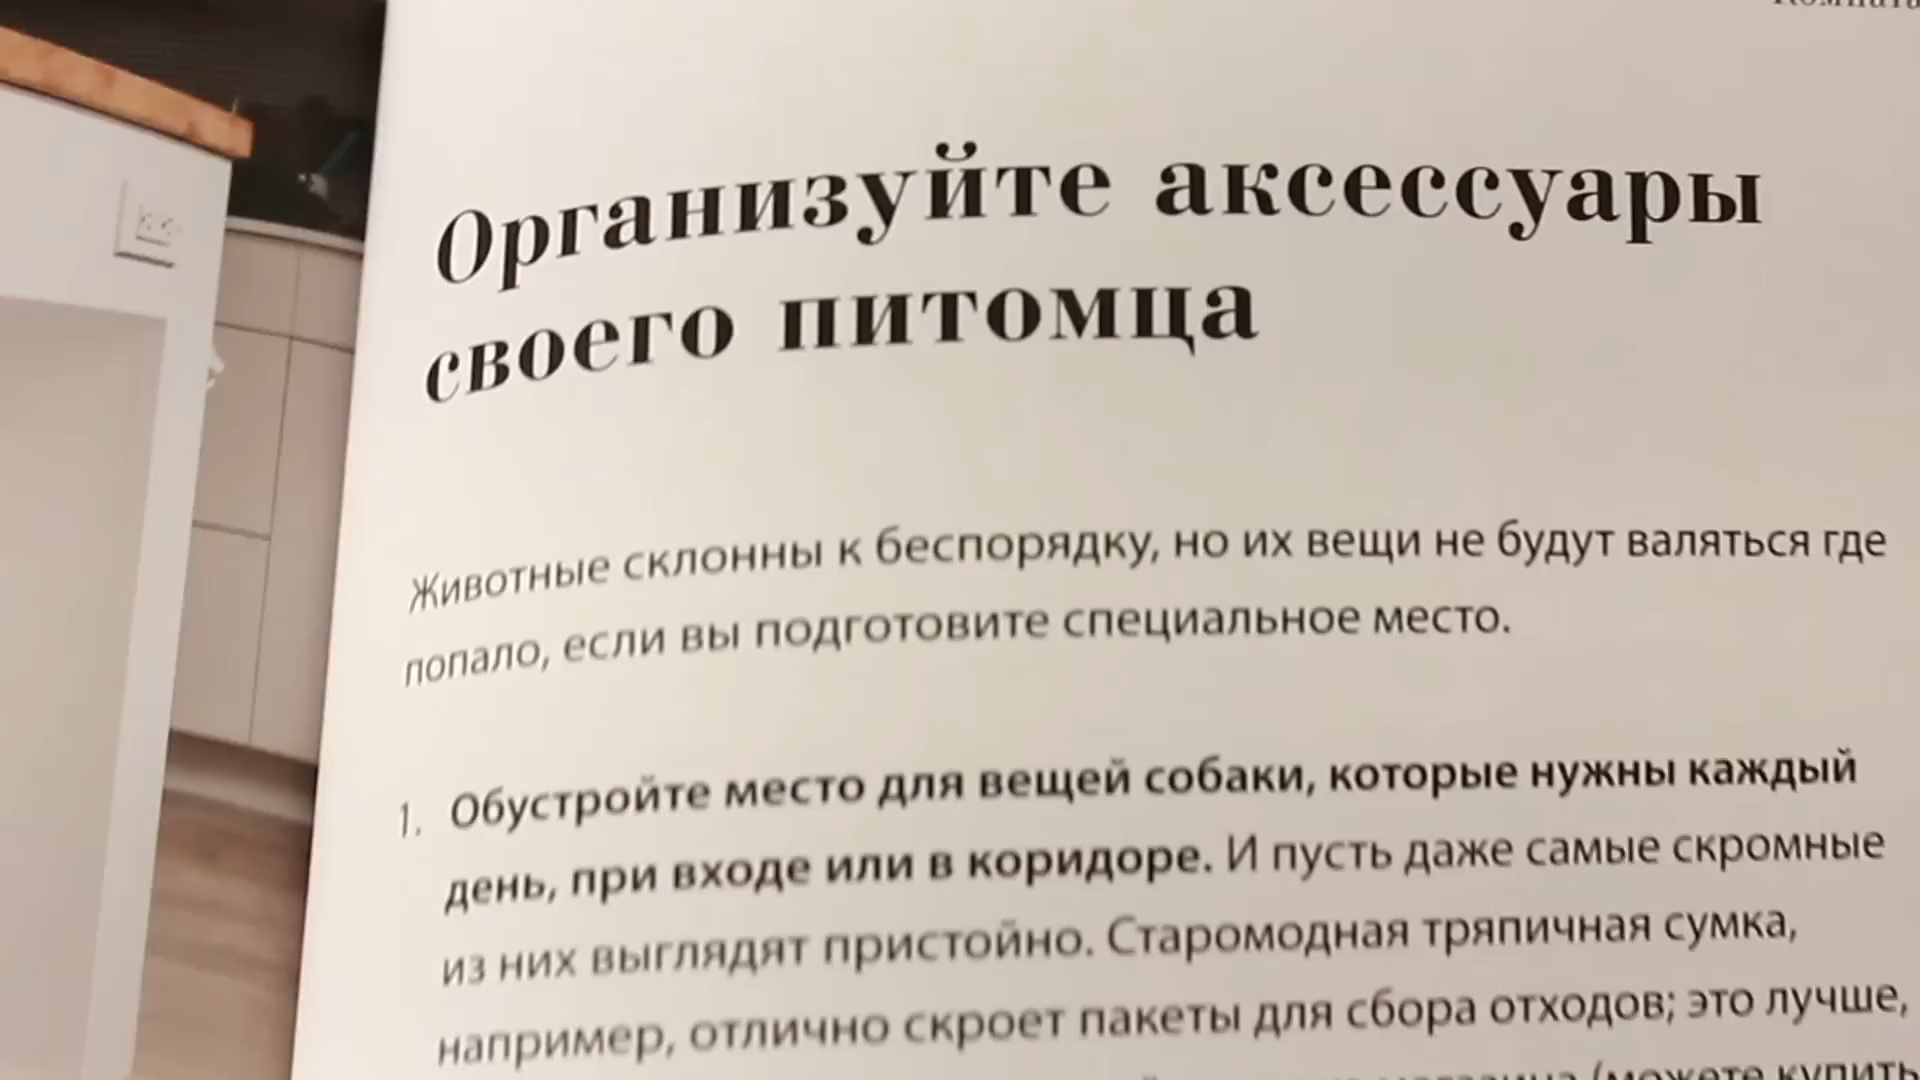 Организуйте аксессуары
своего питомца
Животные склонны к беспорядку, но их вещи не будут валяться где
попало, если вы подготовите специальное место.
1. Обустройте место для вещей собаки, которые нужны каждый
день, при входе или в коридоре. И пусть даже самые скромные
из них выглядят пристойно. Старомодная тряпичная сумка,
например, отлично скроет пакеты для сбора отходов; это лучше,
(можете купить